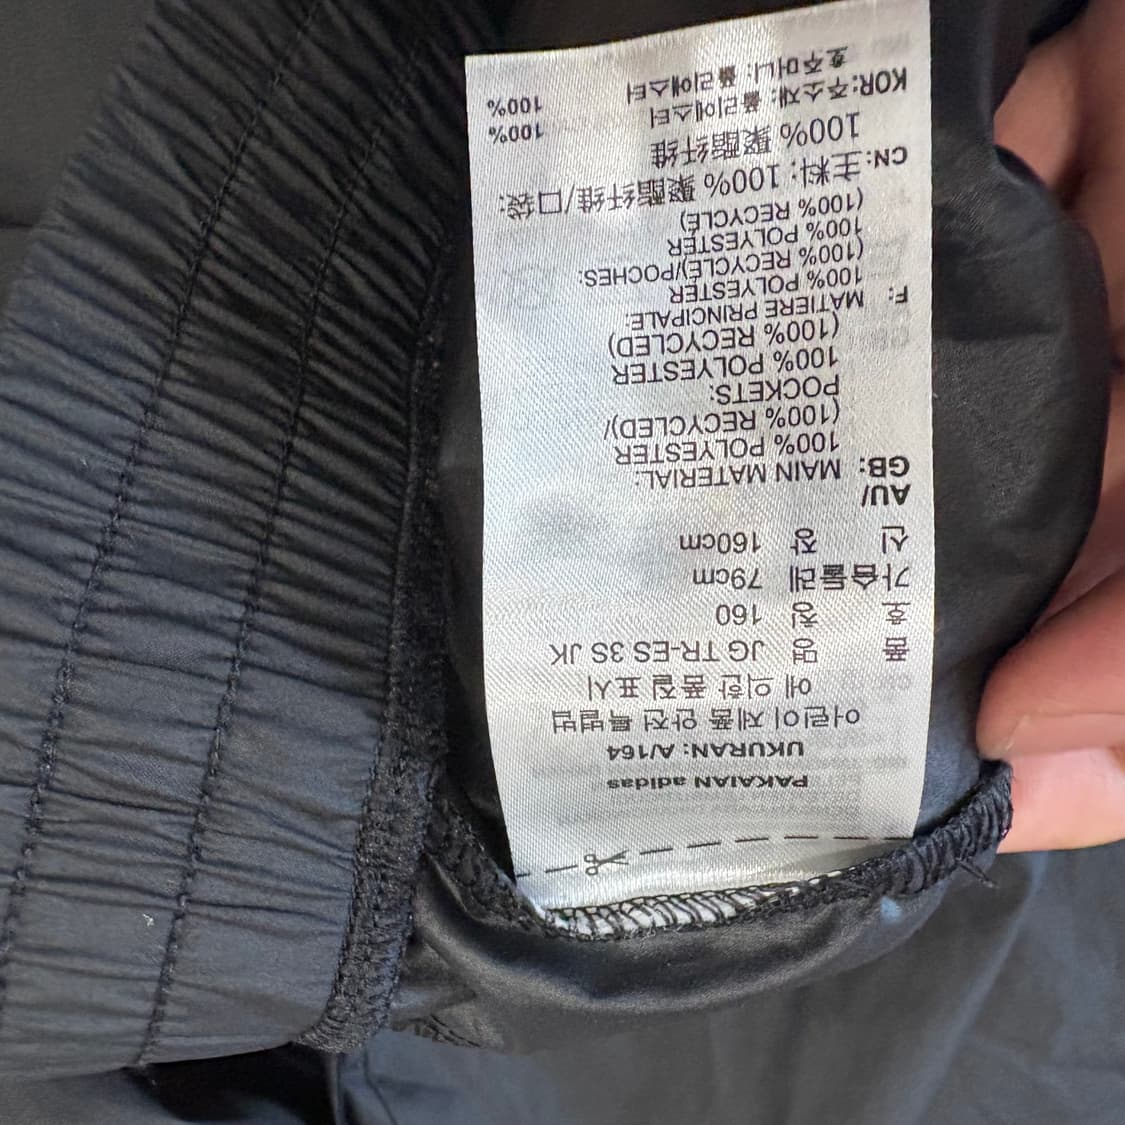 PAKAIAN adidas
UKURAN: A/164
어린이제품 안전 특별법
에 의한 품질 표시
품 명 JG TR-ES 3S JK
호 칭 160
가슴둘레 79cm
신 장 160cm
AU/
GB: MAIN MATERIAL:
100% POLYESTER
(100% RECYCLED)/
POCKETS:
100% POLYESTER
(100% RECYCLED)
F: MATIERE PRINCIPALE:
100% POLYESTER
(100% RECYCLE)/POCHES:
100% POLYESTER
(100% RECYCLE)
CN: 主料: 100% 聚酯纤维/口袋:
100% 聚酯纤维
KOR: 주소재: 폴리에스터 100%
호주머니: 폴리에스터 100%